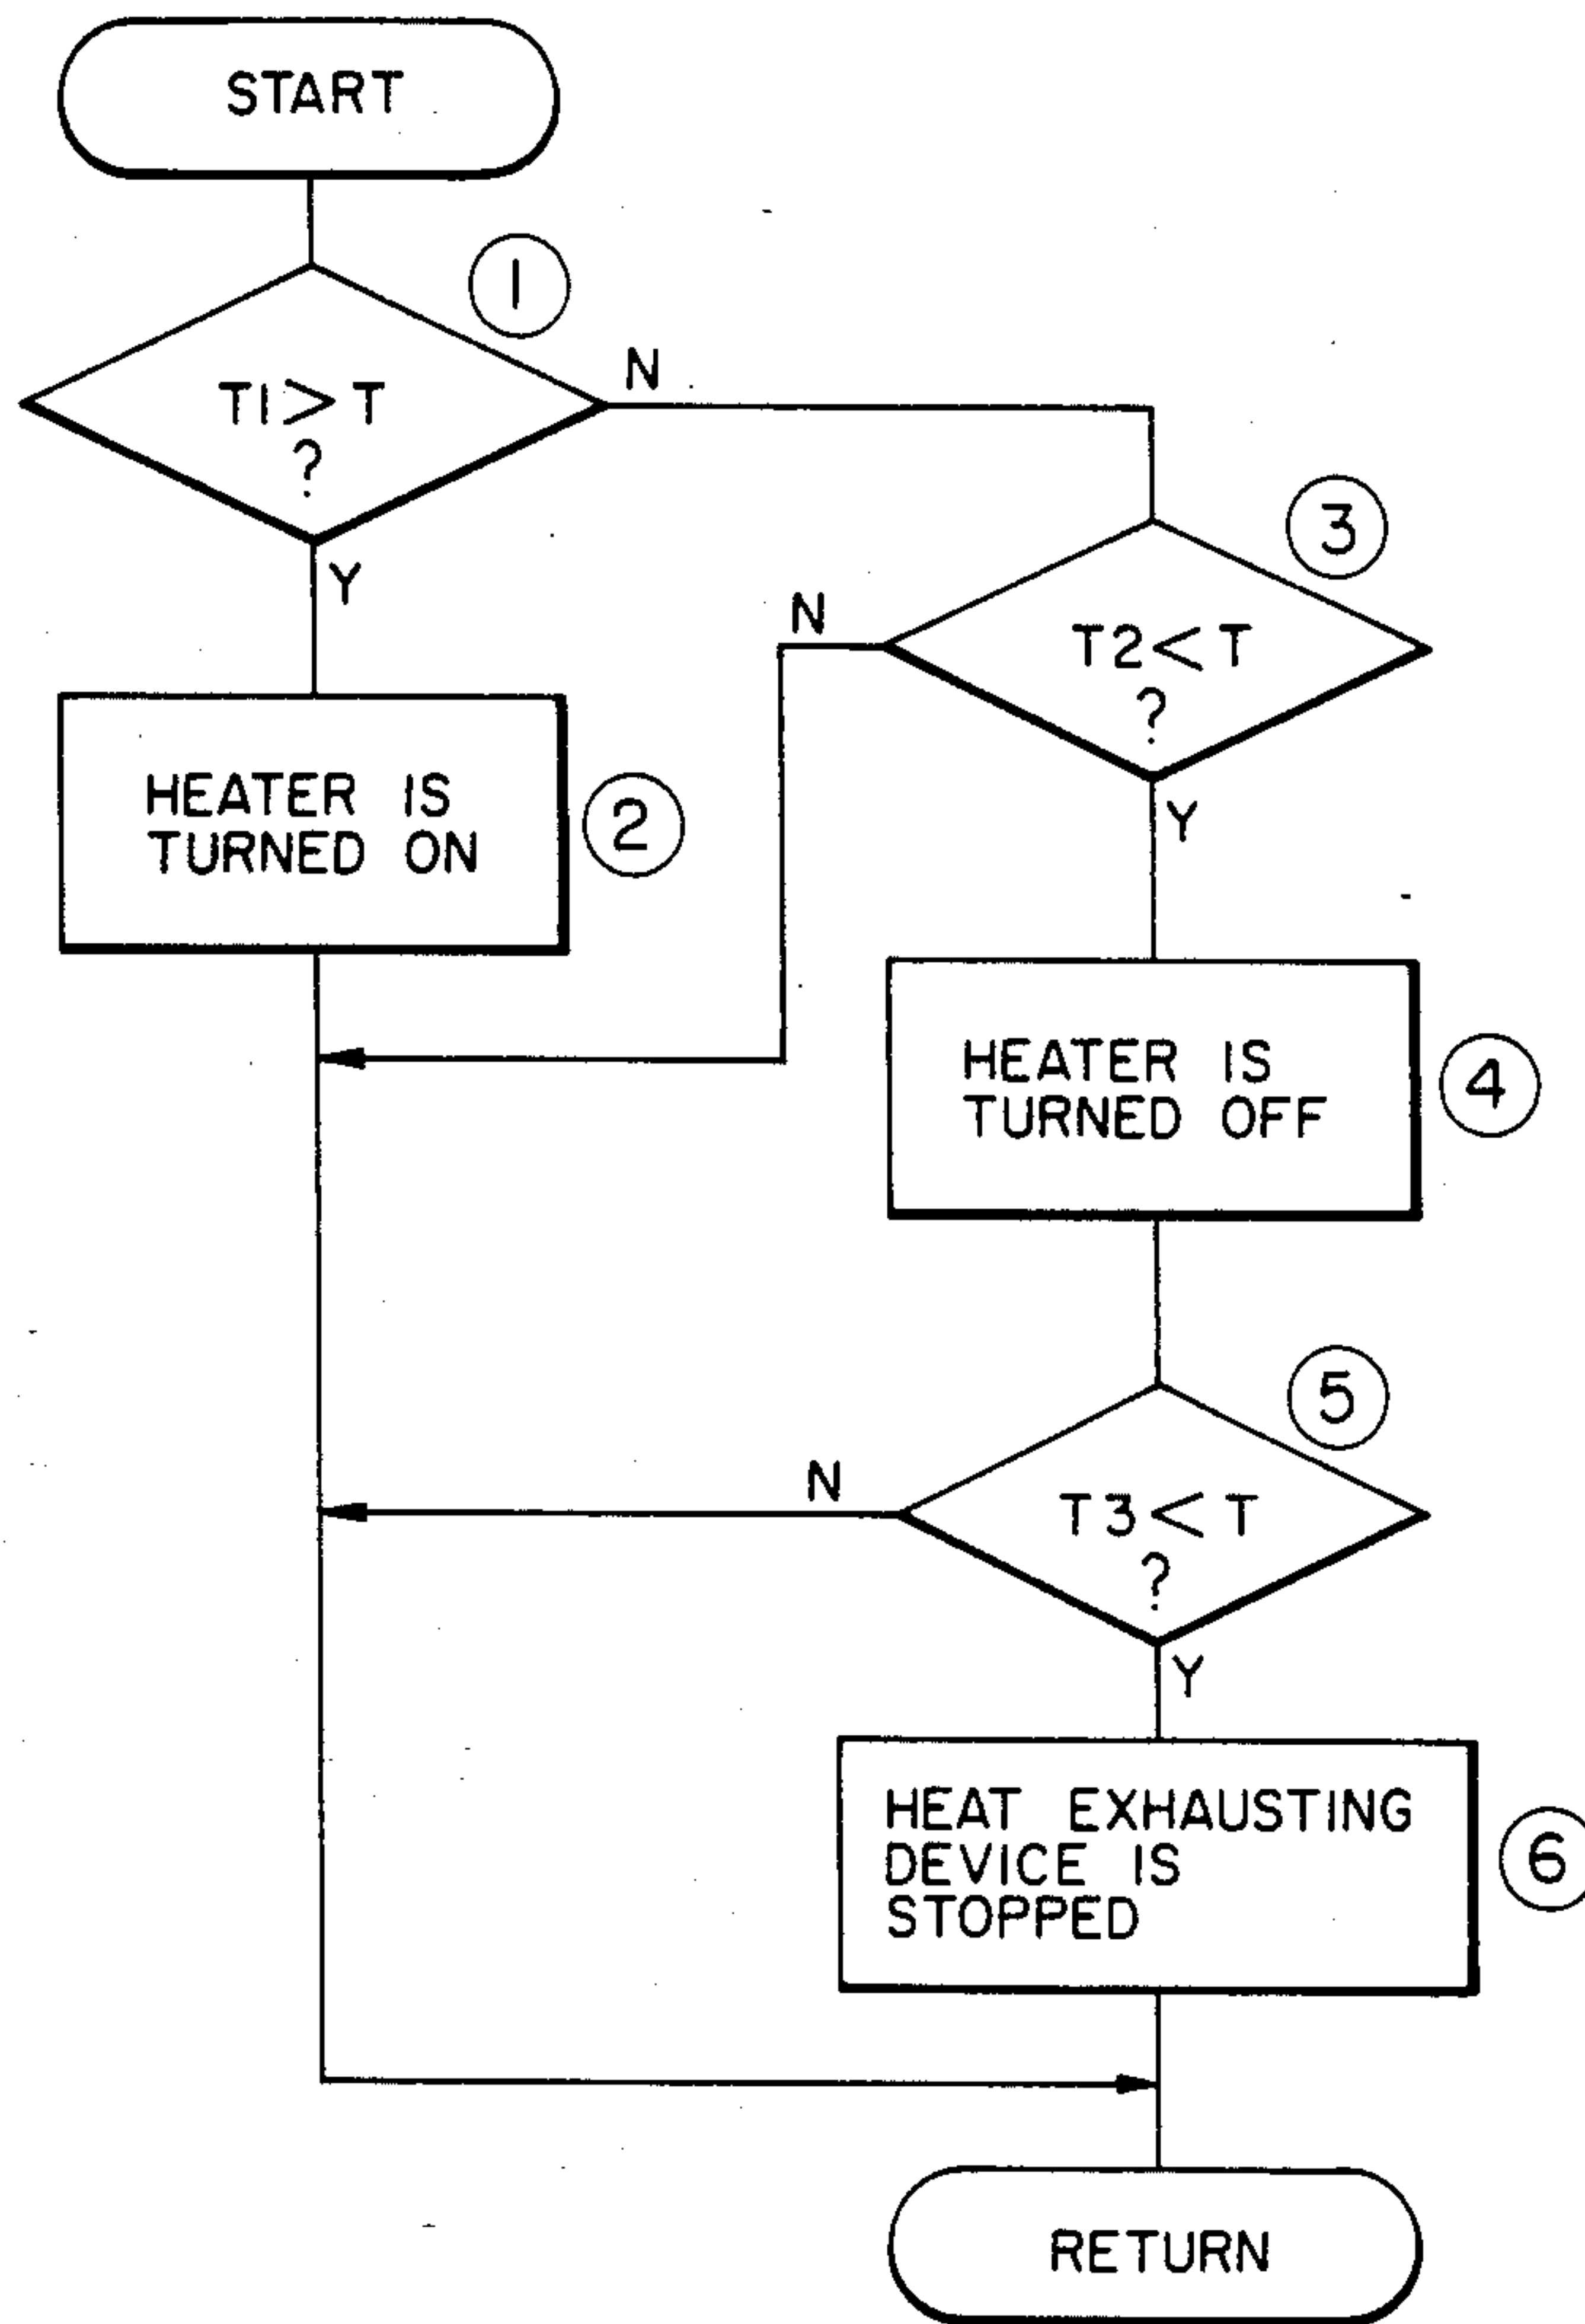 START
1
T1>T
?
N
Y
3
T2<T
?
N
Y
HEATER IS
TURNED ON
2
HEATER IS
TURNED OFF
4
5
T3<T
?
N
Y
HEAT EXHAUSTING
DEVICE IS
STOPPED
6
RETURN